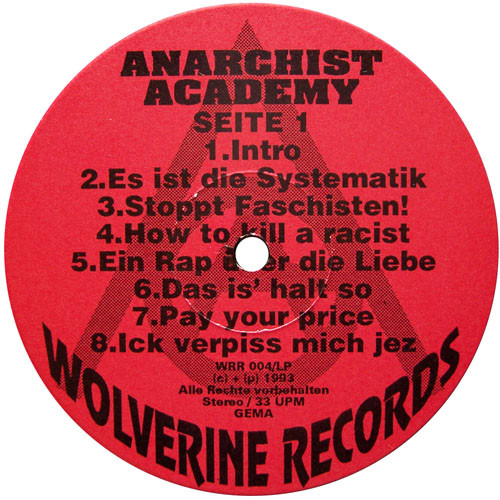 ANARCHIST
ACADEMY
SEITE 1
1.Intro
2.Es ist die Systematik
3.Stoppt Faschisten!
4.How to kill a racist
5.Ein Rap über die Liebe
6.Das is' halt so
7.Pay your price
8.Ick verpiss mich jez
WRR 004/LP
(c) + (p) 1993
Alle Rechte vorbehalten
Stereo / 33 UPM
GEMA
WOLVERINE RECORDS